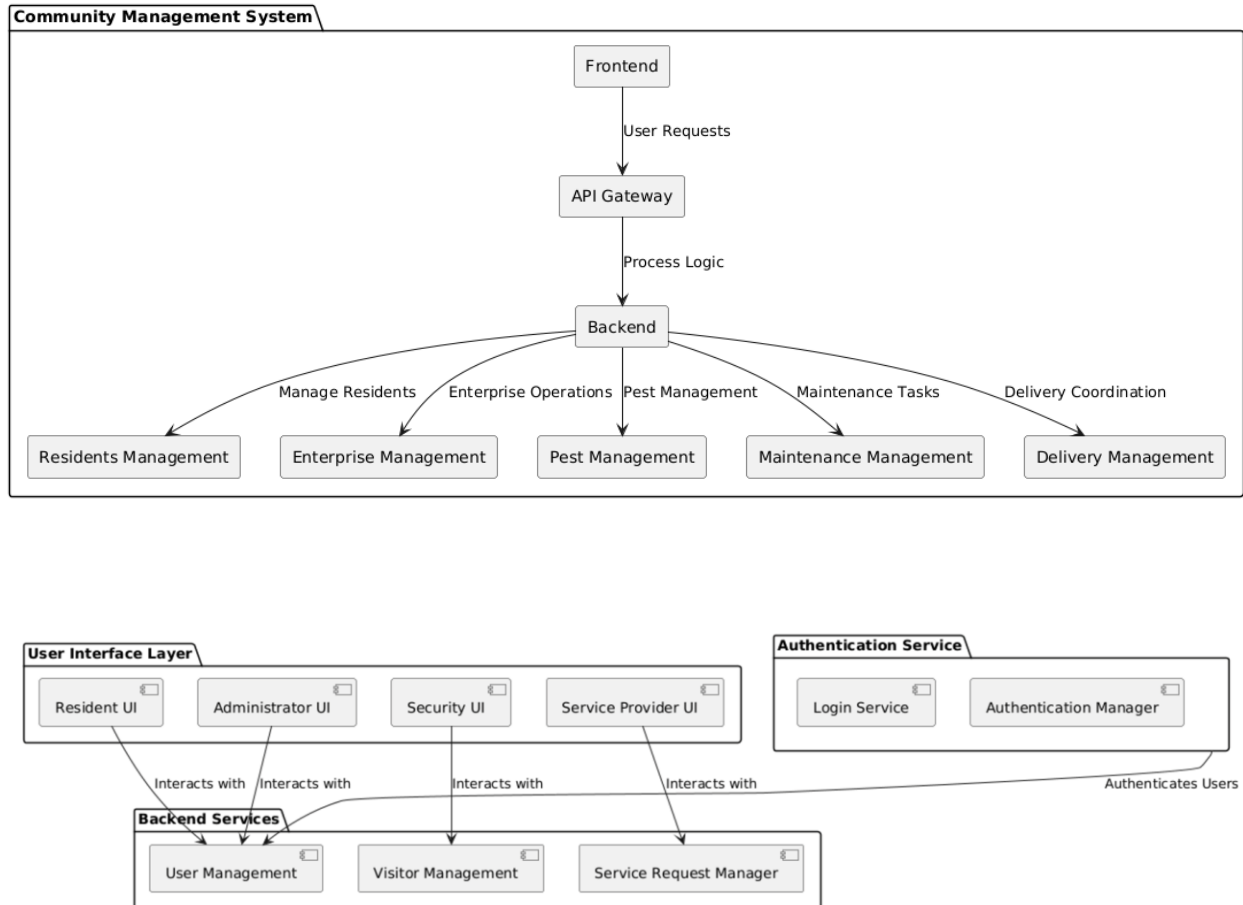 Community Management System
Frontend
User Requests
API Gateway
Process Logic
Backend
Manage Residents
Enterprise Operations
Pest Management
Maintenance Tasks
Delivery Coordination
Residents Management
Enterprise Management
Pest Management
Maintenance Management
Delivery Management
User Interface Layer
Authentication Service
Resident UI
Administrator UI
Security UI
Service Provider UI
Login Service
Authentication Manager
Interacts with
Interacts with
Interacts with
Interacts with
Authenticates Users
Backend Services
User Management
Visitor Management
Service Request Manager